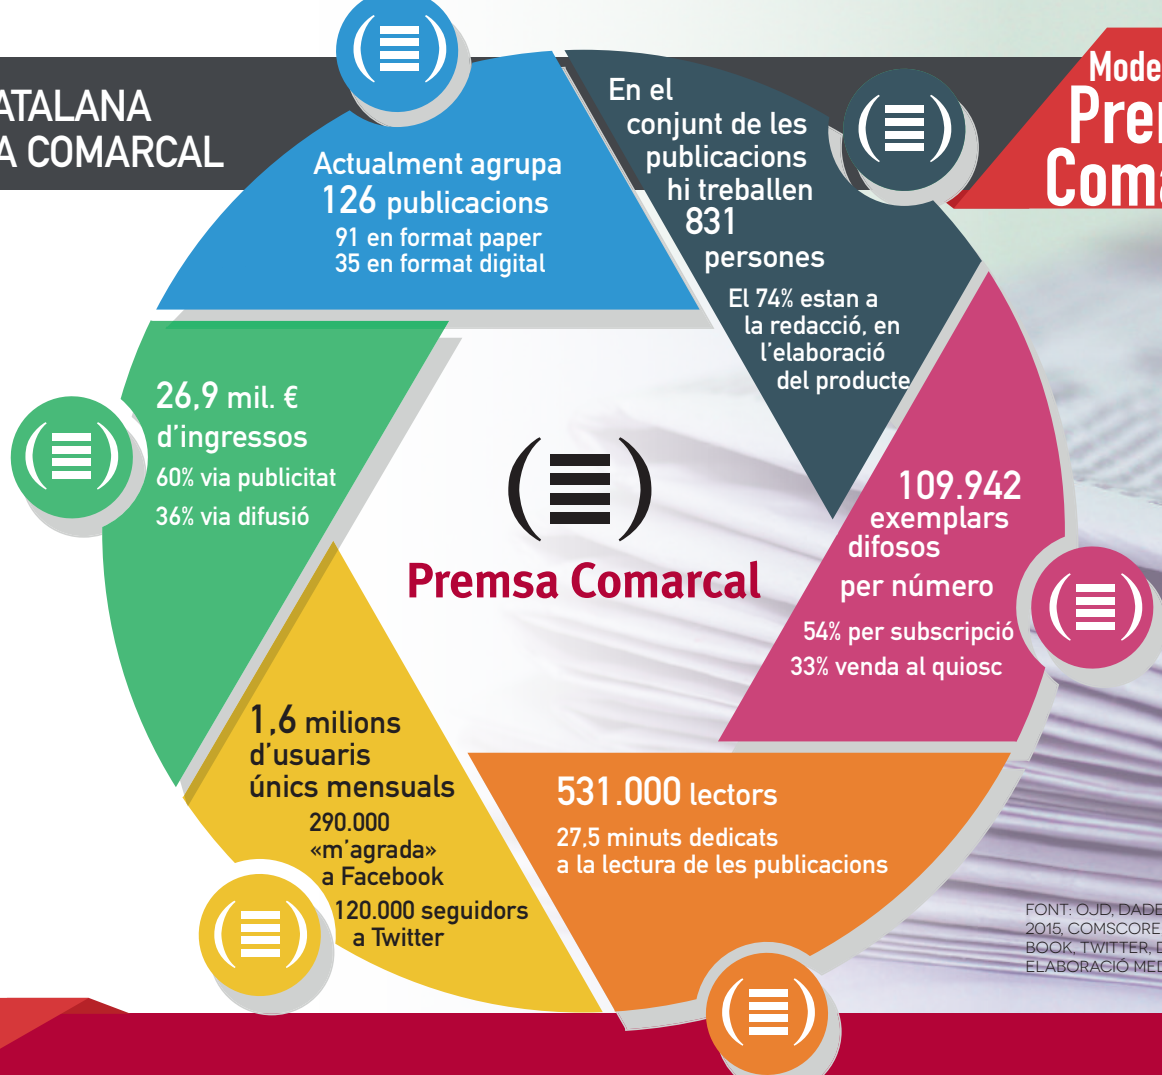 ATALANA
A COMARCAL
Actualment agrupa
126 publicacions
91 en format paper
35 en format digital
En el
conjunt de les
publicacions
hi treballen
831
persones
El 74% estan a
la redacció, en
l'elaboració
del producte
Mode
Pre
Coma
26,9 mil. €
d'ingressos
60% via publicitat
36% via difusió
Premsa Comarcal
109.942
exemplars
difosos
per número
54% per subscripció
33% venda al quiosc
1,6 milions
d'usuaris
únics mensuals
290.000
«m'agrada»
a Facebook
120.000 seguidors
a Twitter
531.000 lectors
27,5 minuts dedicats
a la lectura de les publicacions
FONT: OJD, DADE
2015, COMSCORE
BOOK, TWITTER, D
ELABORACIÓ MED